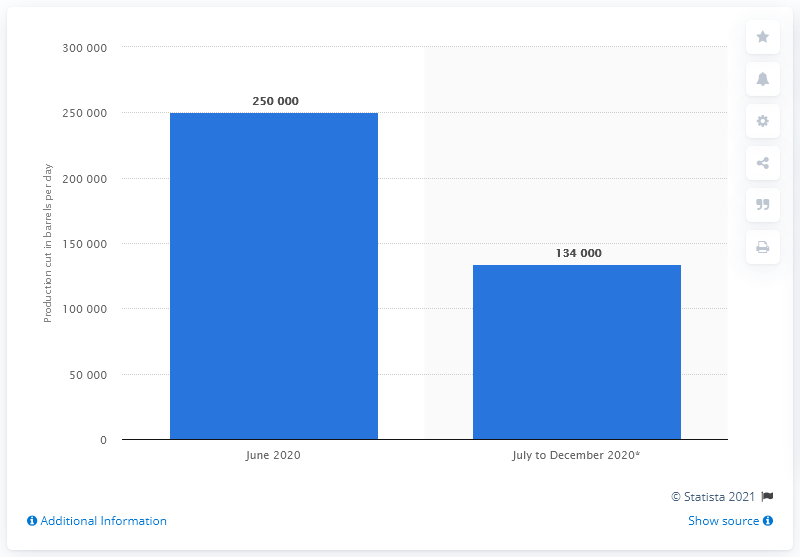 300 000
250 000
200 000
150 000
100 000
50 000
0
Production cut in barrels per day
250 000
134 000
June 2020
July to December 2020*
© Statista 2021
Additional Information
Show source